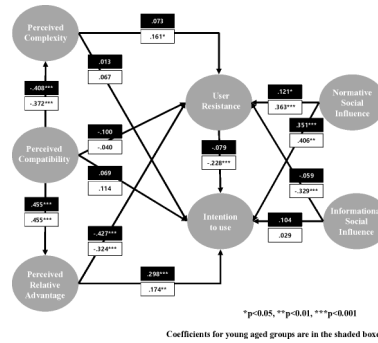 Perceived
Complexity
.073
.161*
.013
.067
-.408***
-.372***
User
Resistance
.121*
.363***
Normative
Social
Influence
-.100
-.040
.351***
.406**
Perceived
Compatibility
-.079
-.228***
.069
.114
-.059
-.329***
.455***
.455***
-.427***
-.324***
Intention
to use
.104
.029
Informational
Social
Influence
Perceived
Relative
Advantage
.298***
.174**
*p<0.05, **p<0.01, ***p<0.001
Coefficients for young aged groups are in the shaded boxe